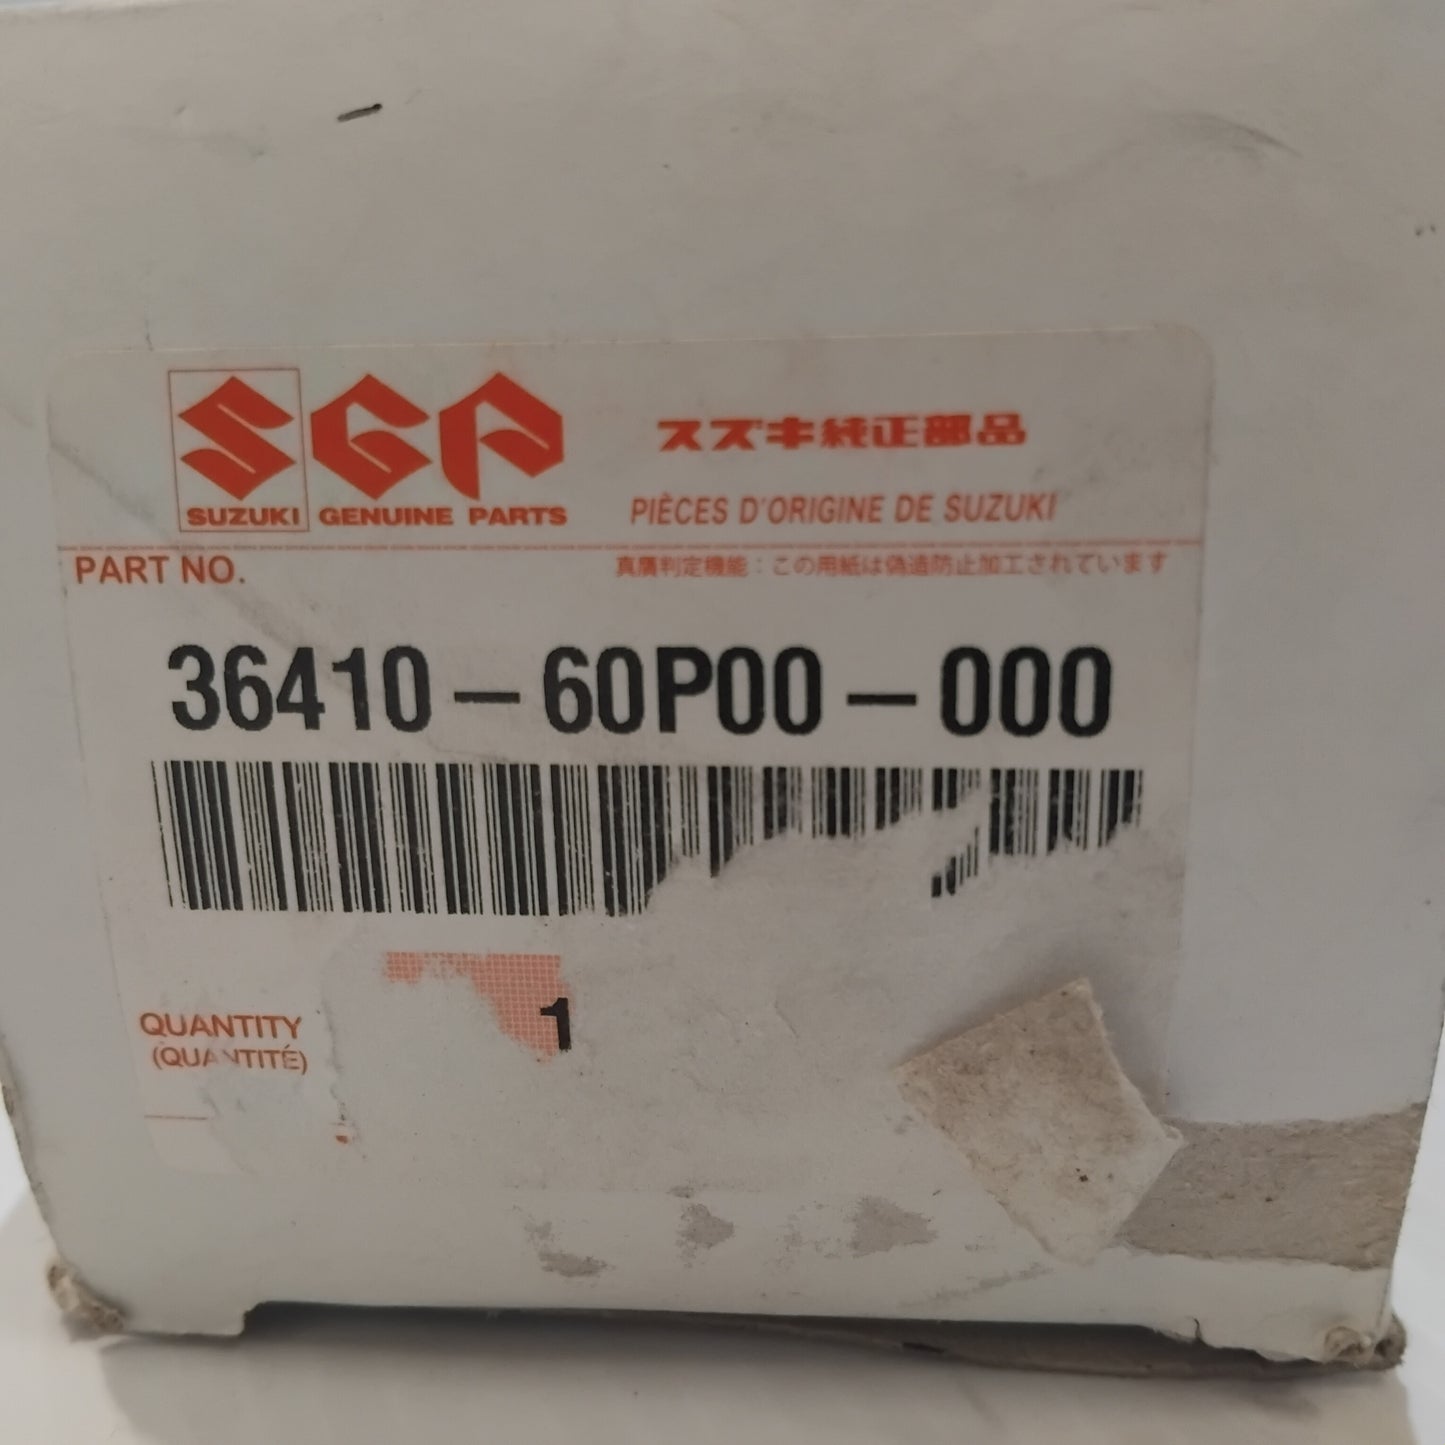 SGP
SUZUKI GENUINE PARTS
スズキ純正部品
PIÈCES D'ORIGINE DE SUZUKI
PART NO.
真贋判定機能：この用紙は偽造防止加工されています
36410-60P00-000
QUANTITY 1
(QUANTITÉ)